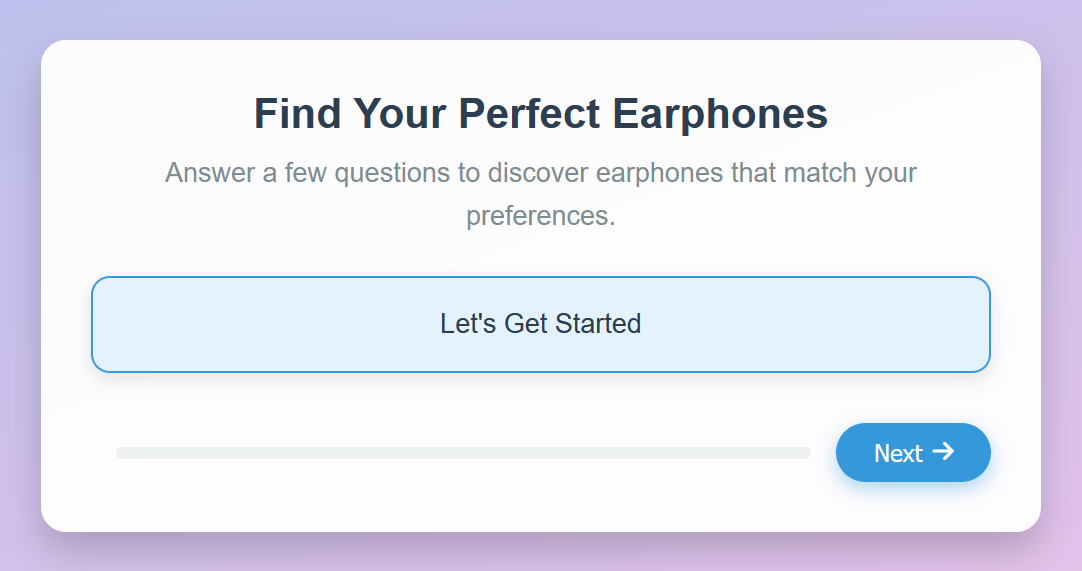 Find Your Perfect Earphones
Answer a few questions to discover earphones that match your
preferences.
Let's Get Started
Next →